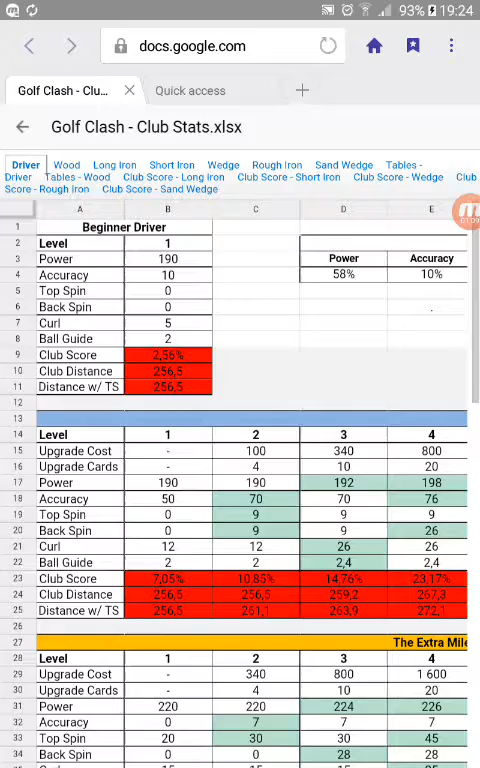 93% 19:24
docs.google.com
Golf Clash - Clu... Quick access
Golf Clash - Club Stats.xlsx
Driver Wood Long Iron Short Iron Wedge Rough Iron Sand Wedge Tables -
Driver Tables - Wood Club Score - Long Iron Club Score - Short Iron Club Score - Wedge Club
Score - Rough Iron Club Score - Sand Wedge
A B C D E
1 Beginner Driver
2 Level 1
3 Power 190 Power Accuracy
4 Accuracy 10 58% 10%
5 Top Spin 0
6 Back Spin 0
7 Curl 5
8 Ball Guide 2
9 Club Score 2,56%
10 Club Distance 256,5
11 Distance w/ TS 256,5
12
13
14 Level 1 2 3 4
15 Upgrade Cost - 100 340 800
16 Upgrade Cards - 4 10 20
17 Power 190 190 192 198
18 Accuracy 50 70 70 76
19 Top Spin 0 9 9 9
20 Back Spin 0 9 9 26
21 Curl 12 12 26 26
22 Ball Guide 2 2 2,4 2,4
23 Club Score 7,05% 10,85% 14,76% 23,17%
24 Club Distance 256,5 256,5 259,2 267,3
25 Distance w/ TS 256,5 261,1 263,9 272,1
26
27 The Extra Mile
28 Level 1 2 3 4
29 Upgrade Cost - 340 800 1 600
30 Upgrade Cards - 4 10 20
31 Power 220 220 224 226
32 Accuracy 0 7 7 7
33 Top Spin 20 30 30 45
34 Back Spin 0 0 28 28